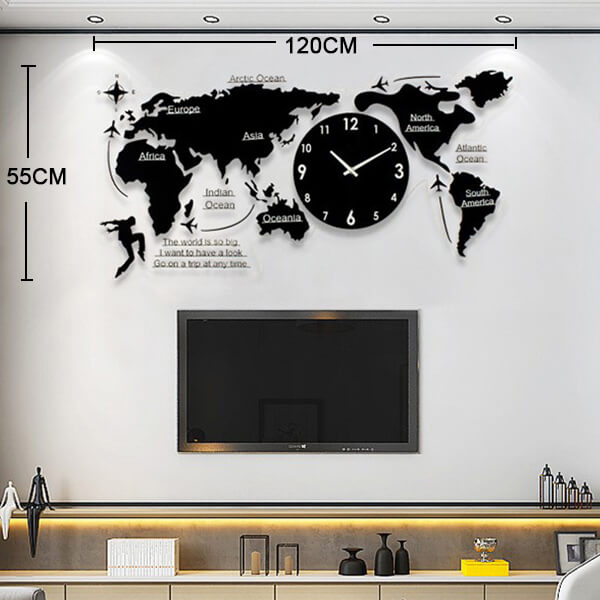 120CM
55CM
N
Arctic Ocean
Europe
Asia
Africa
Indian
Ocean
Oceania
12
1
2
3
4
5
6
7
8
9
10
11
North
America
Atlantic
Ocean
South
America
The world is so big
I want to have a look
Go on a trip at any time